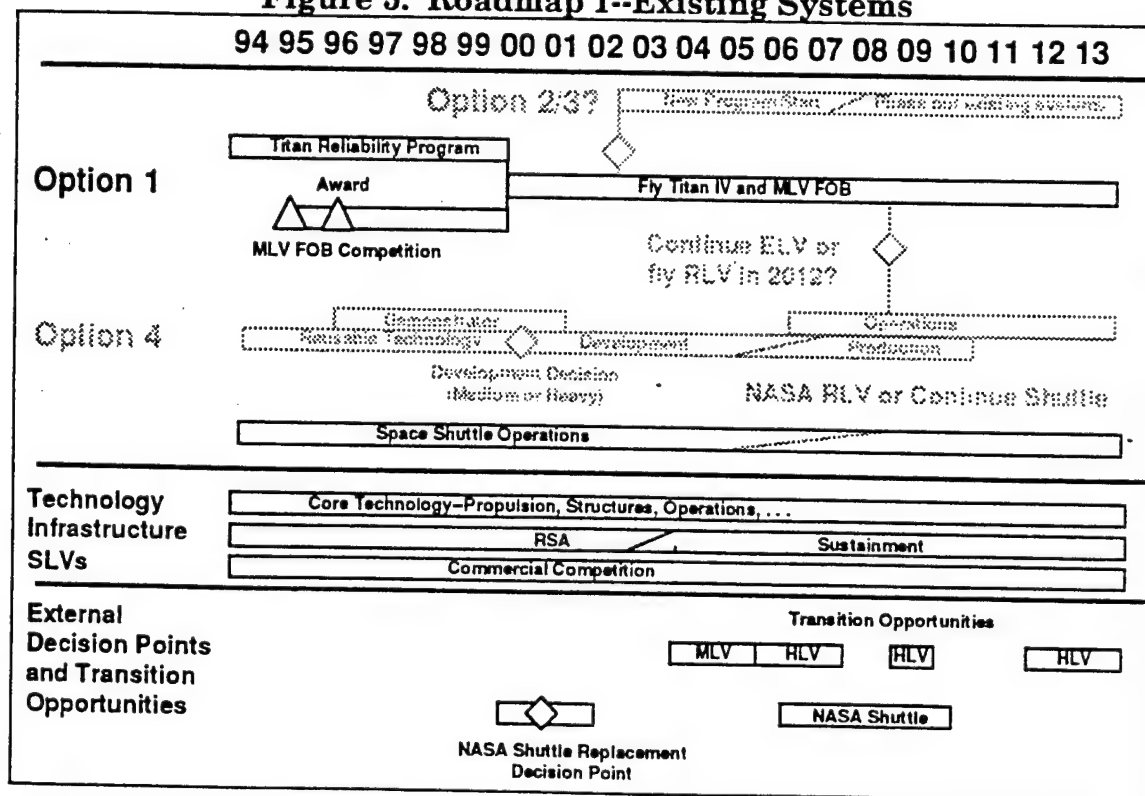 Figure 5. Roadmap 1--Existing Systems
94 95 96 97 98 99 00 01 02 03 04 05 06 07 08 09 10 11 12 13
Option 2/3?
New Program Start
Phase out existing systems
Titan Reliability Program
Option 1
Award
Fly Titan IV and MLV FOB
MLV FOB Competition
Continue ELV or
fly RLV in 2012?
Option 4
Demonstrator
Operations
Reusable Technology
Development
Production
Development Decision
(Medium or Heavy)
NASA RLV or Continue Shuttle
Space Shuttle Operations
Technology
Core Technology–Propulsion, Structures, Operations, . . .
Infrastructure
RSA
Sustainment
SLVs
Commercial Competition
External
Decision Points
and Transition
Opportunities
Transition Opportunities
MLV
HLV
HLV
HLV
NASA Shuttle
NASA Shuttle Replacement
Decision Point